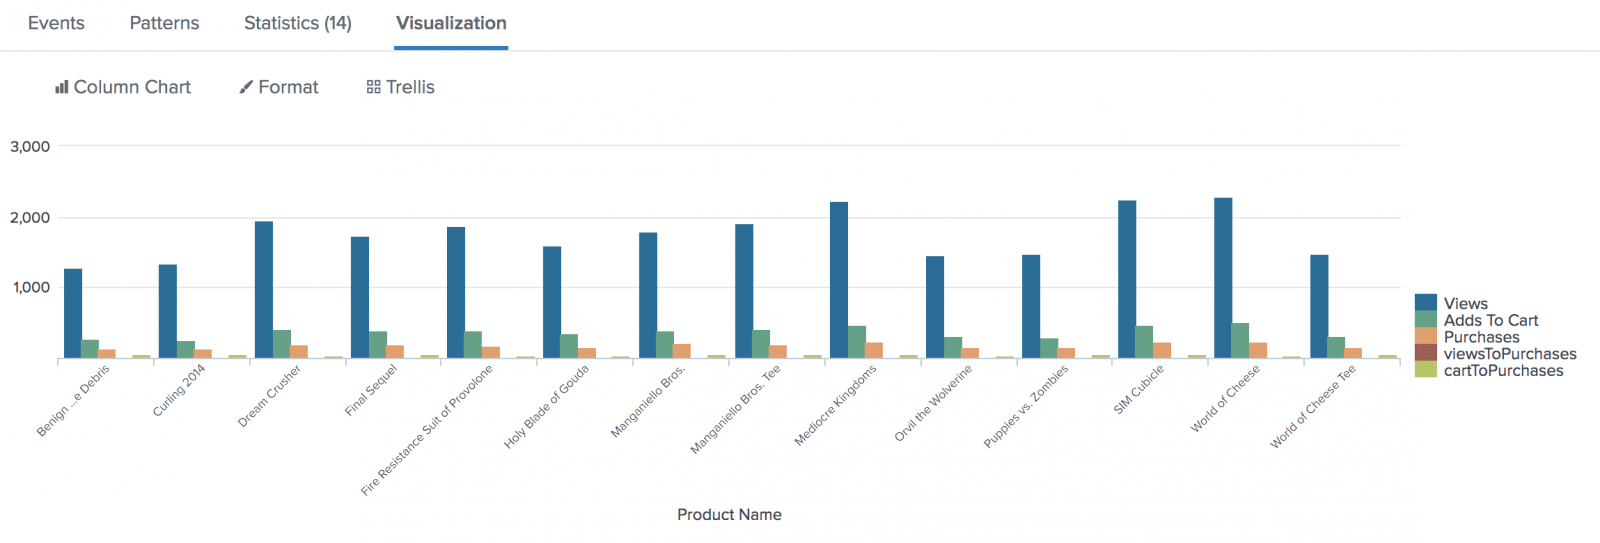 Events Patterns Statistics (14) Visualization
Column Chart Format Trellis
3,000
2,000
1,000
Views
Adds To Cart
Purchases
viewsToPurchases
cartToPurchases
Benign ...e Debris
Curling 2014
Dream Crusher
Final Sequel
Fire Resistance Suit of Provolone
Holy Blade of Gouda
Manganiello Bros.
Manganiello Bros. Tee
Mediocre Kingdoms
Orvil the Wolverine
Puppies vs. Zombies
SIM Cubicle
World of Cheese
World of Cheese Tee
Product Name